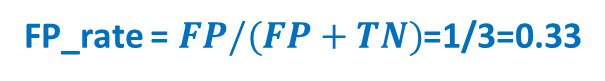 FP_rate = FP/(FP + TN)=1/3=0.33